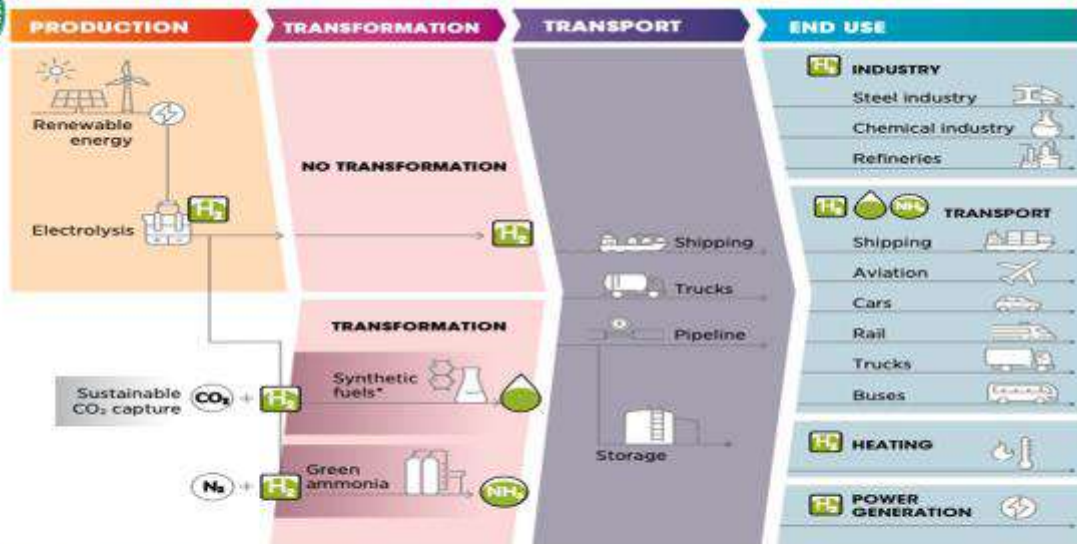 PRODUCTION
TRANSFORMATION
TRANSPORT
END USE
Renewable
energy
Electrolysis
H₂
NO TRANSFORMATION
H₂
TRANSFORMATION
Sustainable
CO₂ capture
CO₂ + H₂
Synthetic
fuels*
N₂ + H₂
Green
ammonia
NH₃
Shipping
Trucks
Pipeline
Storage
H₂ INDUSTRY
Steel industry
Chemical industry
Refineries
H₂ NH₃ TRANSPORT
Shipping
Aviation
Cars
Rail
Trucks
Buses
H₂ HEATING
H₂ POWER
GENERATION